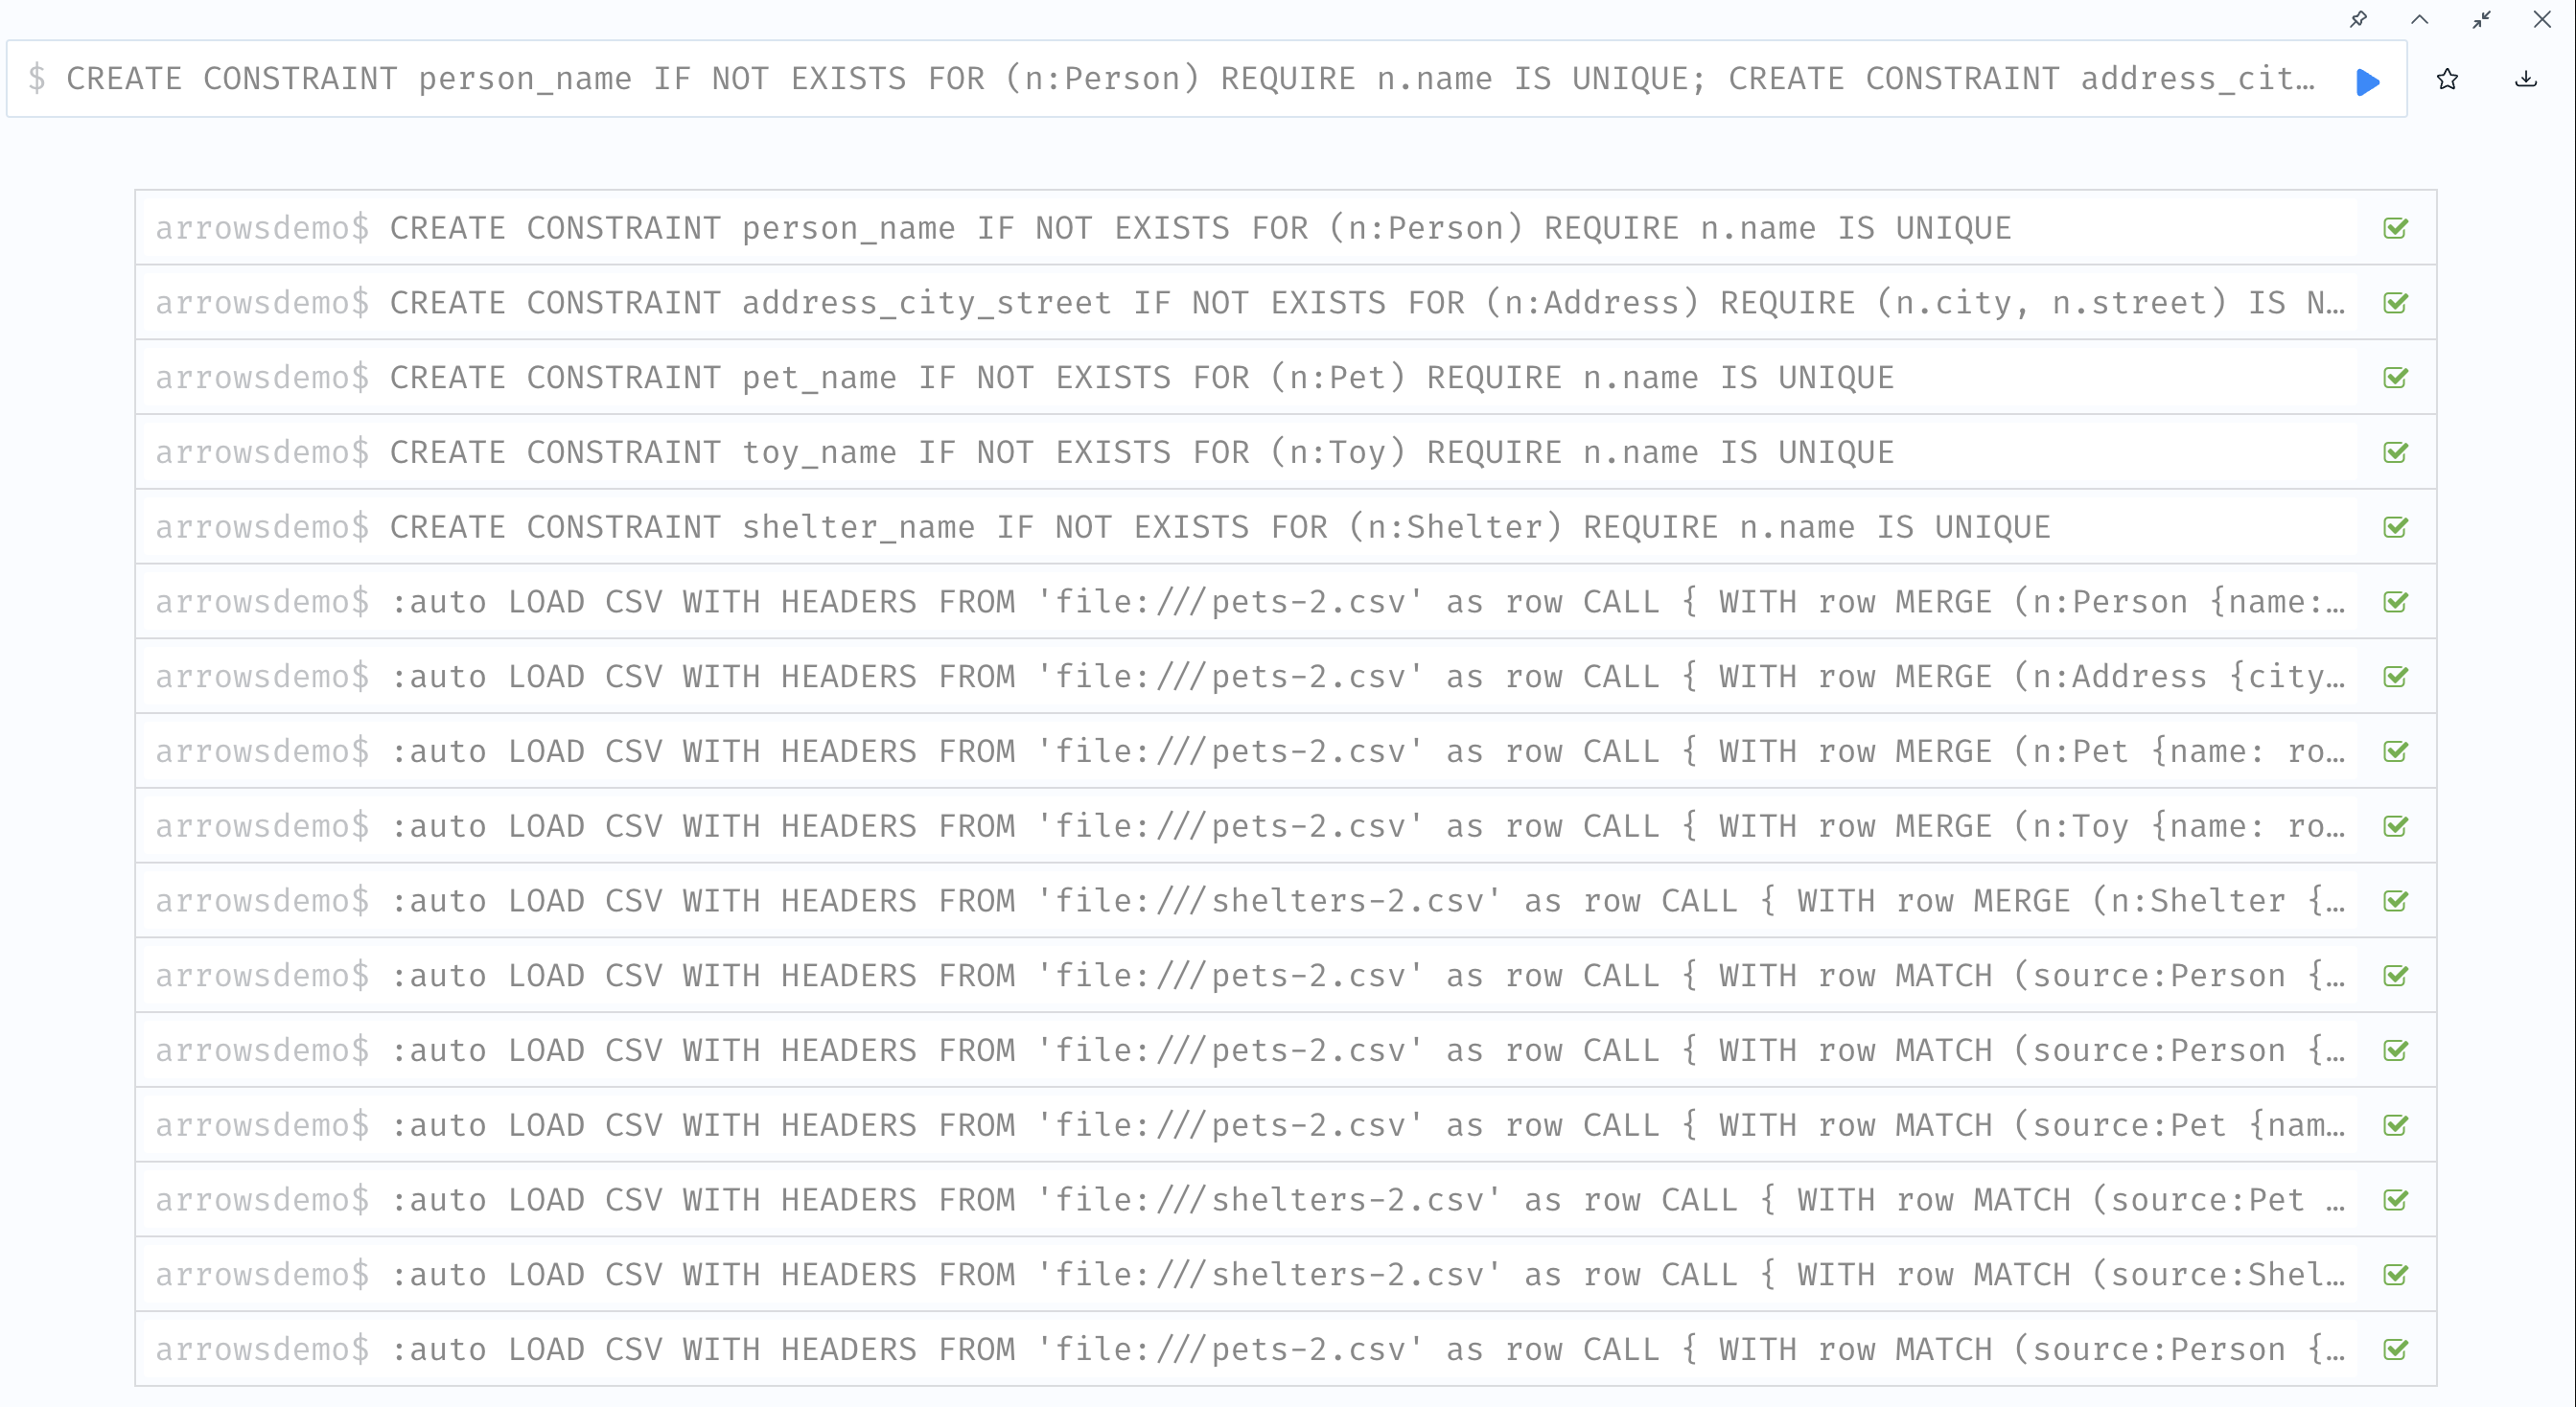 $ CREATE CONSTRAINT person_name IF NOT EXISTS FOR (n:Person) REQUIRE n.name IS UNIQUE; CREATE CONSTRAINT address_cit…
arrowsdemo$ CREATE CONSTRAINT person_name IF NOT EXISTS FOR (n:Person) REQUIRE n.name IS UNIQUE
arrowsdemo$ CREATE CONSTRAINT address_city_street IF NOT EXISTS FOR (n:Address) REQUIRE (n.city, n.street) IS N…
arrowsdemo$ CREATE CONSTRAINT pet_name IF NOT EXISTS FOR (n:Pet) REQUIRE n.name IS UNIQUE
arrowsdemo$ CREATE CONSTRAINT toy_name IF NOT EXISTS FOR (n:Toy) REQUIRE n.name IS UNIQUE
arrowsdemo$ CREATE CONSTRAINT shelter_name IF NOT EXISTS FOR (n:Shelter) REQUIRE n.name IS UNIQUE
arrowsdemo$ :auto LOAD CSV WITH HEADERS FROM 'file:///pets-2.csv' as row CALL { WITH row MERGE (n:Person {name:…
arrowsdemo$ :auto LOAD CSV WITH HEADERS FROM 'file:///pets-2.csv' as row CALL { WITH row MERGE (n:Address {city…
arrowsdemo$ :auto LOAD CSV WITH HEADERS FROM 'file:///pets-2.csv' as row CALL { WITH row MERGE (n:Pet {name: ro…
arrowsdemo$ :auto LOAD CSV WITH HEADERS FROM 'file:///pets-2.csv' as row CALL { WITH row MERGE (n:Toy {name: ro…
arrowsdemo$ :auto LOAD CSV WITH HEADERS FROM 'file:///shelters-2.csv' as row CALL { WITH row MERGE (n:Shelter {…
arrowsdemo$ :auto LOAD CSV WITH HEADERS FROM 'file:///pets-2.csv' as row CALL { WITH row MATCH (source:Person {…
arrowsdemo$ :auto LOAD CSV WITH HEADERS FROM 'file:///pets-2.csv' as row CALL { WITH row MATCH (source:Person {…
arrowsdemo$ :auto LOAD CSV WITH HEADERS FROM 'file:///pets-2.csv' as row CALL { WITH row MATCH (source:Pet {nam…
arrowsdemo$ :auto LOAD CSV WITH HEADERS FROM 'file:///shelters-2.csv' as row CALL { WITH row MATCH (source:Pet …
arrowsdemo$ :auto LOAD CSV WITH HEADERS FROM 'file:///shelters-2.csv' as row CALL { WITH row MATCH (source:Shel…
arrowsdemo$ :auto LOAD CSV WITH HEADERS FROM 'file:///pets-2.csv' as row CALL { WITH row MATCH (source:Person {…